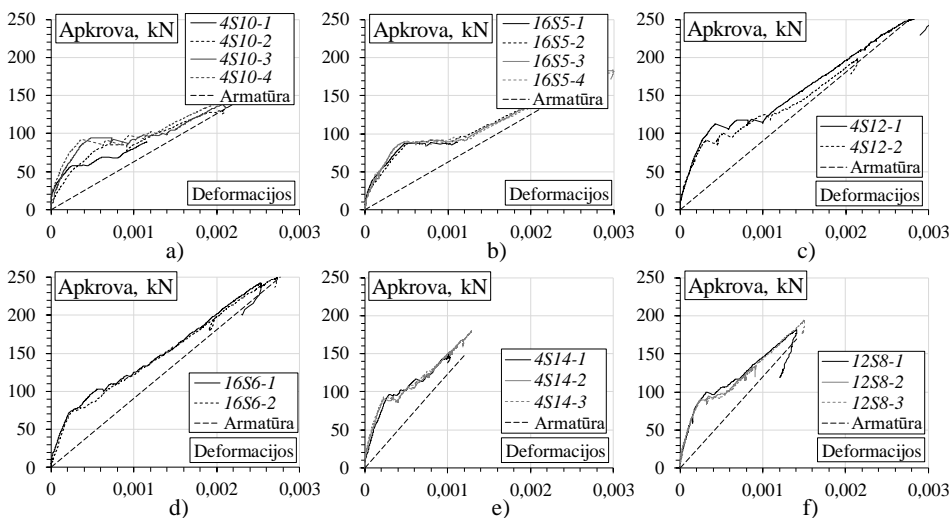 Apkrova, kN
250
200
150
100
50
0
4S10-1
4S10-2
4S10-3
4S10-4
Armatūra
Deformacijos
0 0,001 0,002 0,003
a)
Apkrova, kN
250
200
150
100
50
0
16S5-1
16S5-2
16S5-3
16S5-4
Armatūra
Deformacijos
0 0,001 0,002 0,003
b)
Apkrova, kN
250
200
150
100
50
0
4S12-1
4S12-2
Armatūra
Deformacijos
0 0,001 0,002 0,003
c)
Apkrova, kN
250
200
150
100
50
0
16S6-1
16S6-2
Armatūra
Deformacijos
0 0,001 0,002 0,003
d)
Apkrova, kN
250
200
150
100
50
0
4S14-1
4S14-2
4S14-3
Armatūra
Deformacijos
0 0,001 0,002 0,003
e)
Apkrova, kN
250
200
150
100
50
0
12S8-1
12S8-2
12S8-3
Armatūra
Deformacijos
0 0,001 0,002 0,003
f)